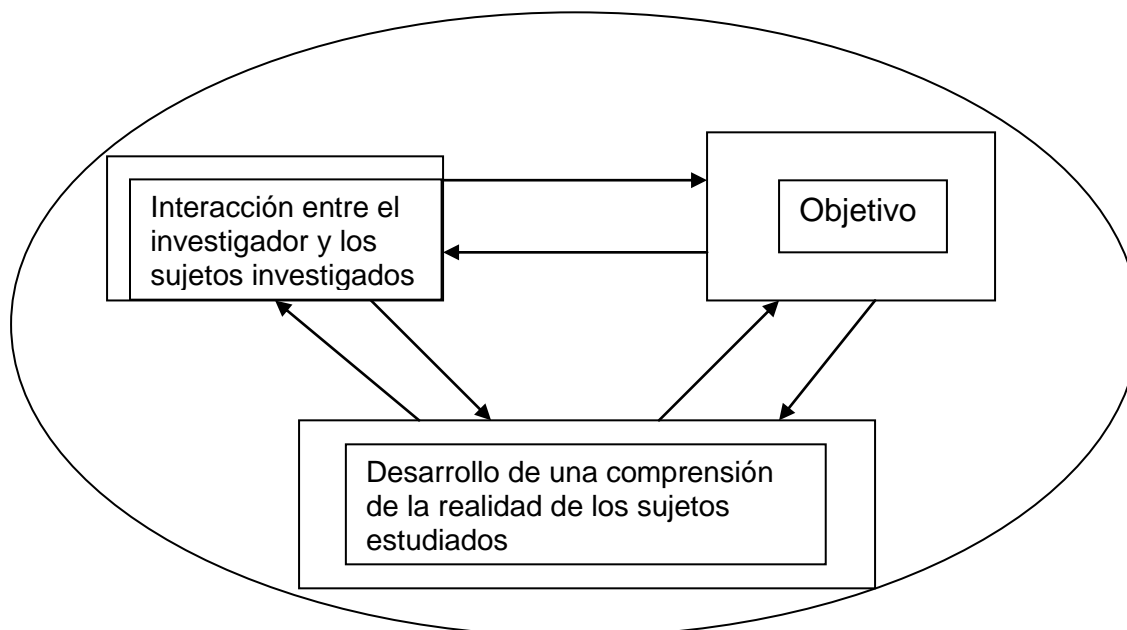 Interacción entre el
investigador y los
sujetos investigados
Objetivo
Desarrollo de una comprensión
de la realidad de los sujetos
estudiados